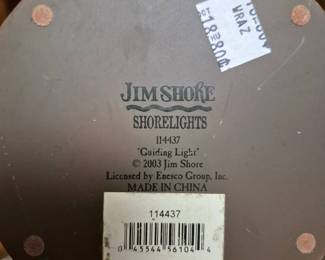 WRAZ
JIM SHORE
SHORELIGHTS
114437
"Guiding Light"
© 2003 Jim Shore
Licensed by Enesco Group, Inc.
MADE IN CHINA
114437
0 45544 56104 4